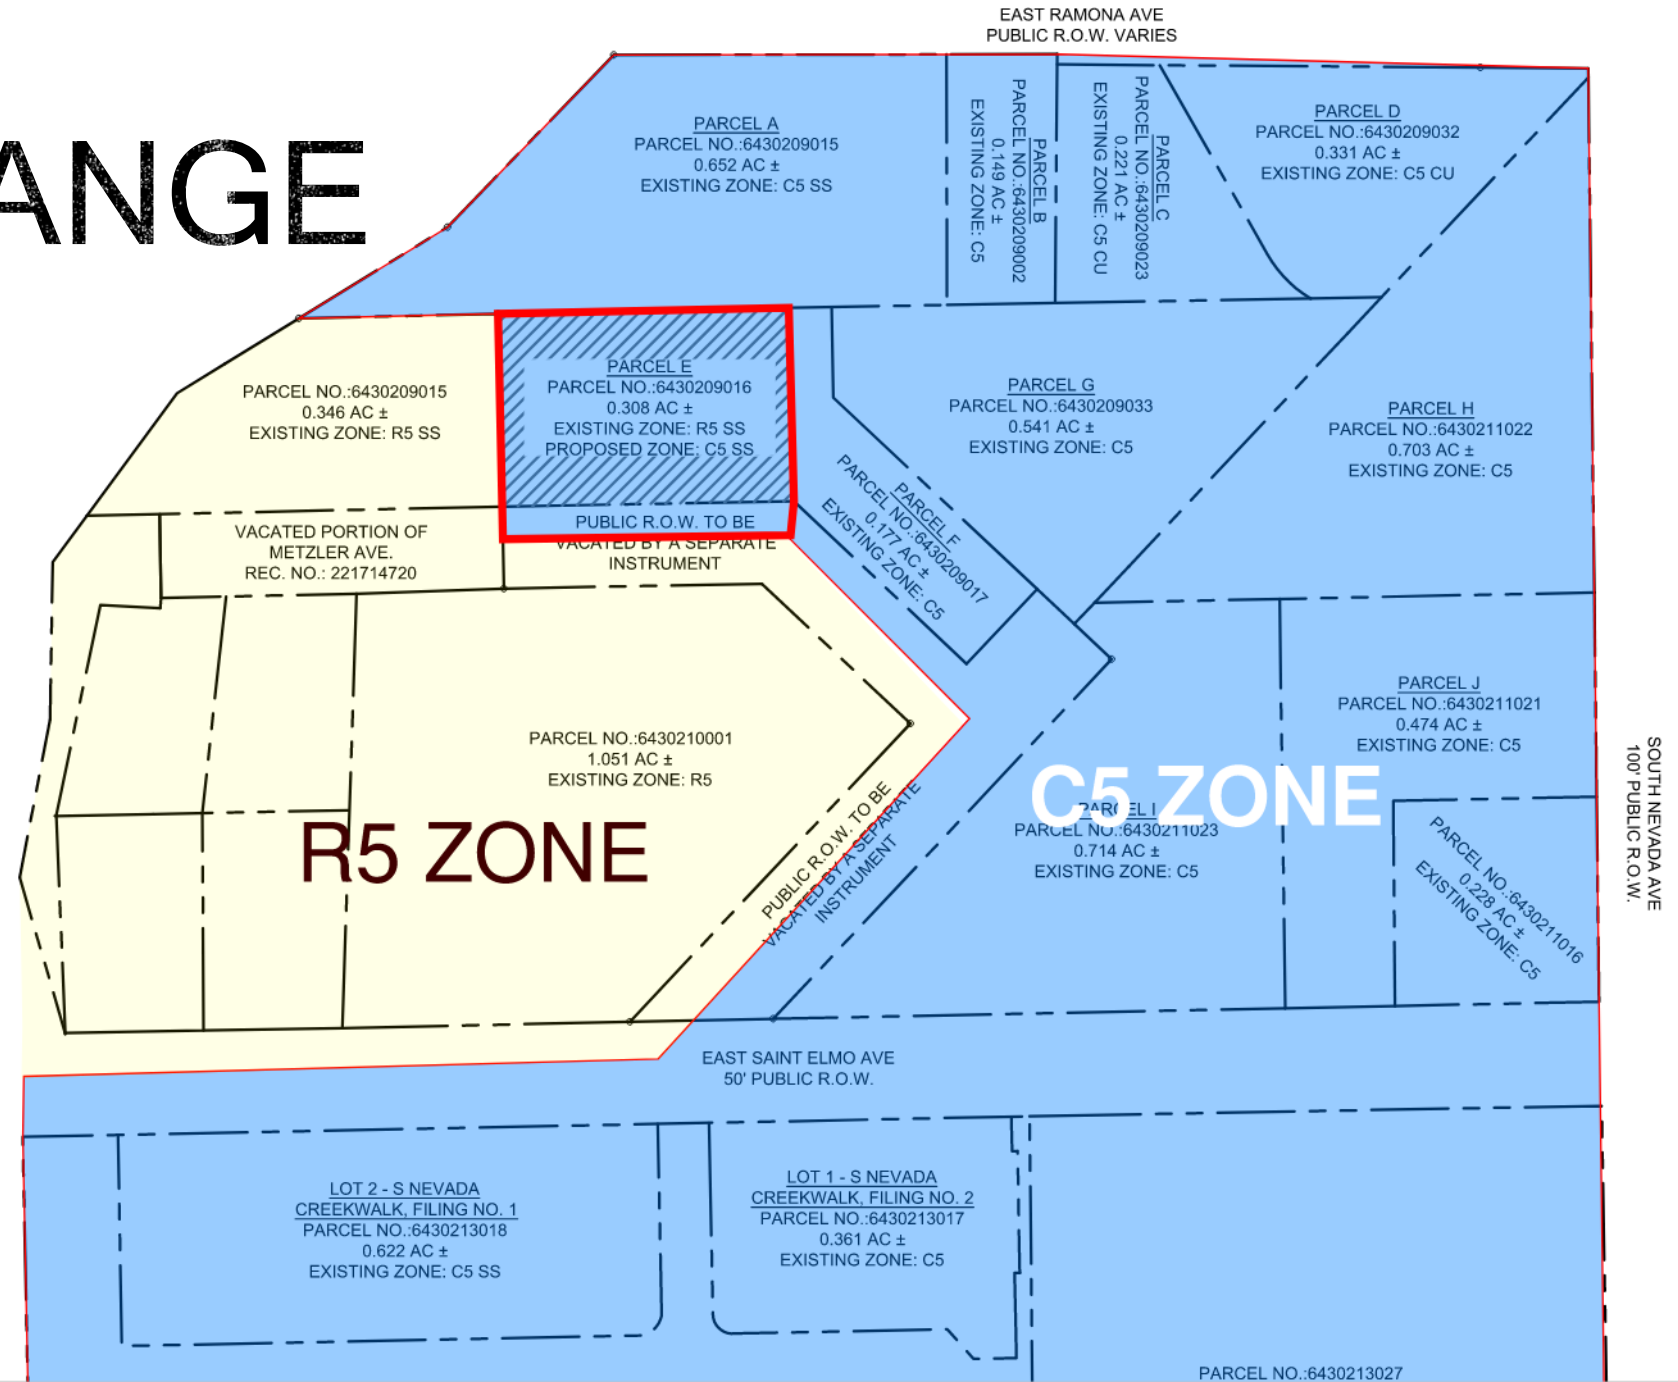 EAST RAMONA AVE
PUBLIC R.O.W. VARIES
ANGE
PARCEL A
PARCEL NO.:6430209015
0.652 AC ±
EXISTING ZONE: C5 SS
PARCEL B
PARCEL NO.:6430209002
0.149 AC ±
EXISTING ZONE: C5
PARCEL C
PARCEL NO.:6430209023
0.221 AC ±
EXISTING ZONE: C5 CU
PARCEL D
PARCEL NO.:6430209032
0.331 AC ±
EXISTING ZONE: C5 CU
PARCEL NO.:6430209015
0.346 AC ±
EXISTING ZONE: R5 SS
PARCEL E
PARCEL NO.:6430209016
0.308 AC ±
EXISTING ZONE: R5 SS
PROPOSED ZONE: C5 SS
PARCEL G
PARCEL NO.:6430209033
0.541 AC ±
EXISTING ZONE: C5
PARCEL H
PARCEL NO.:6430211022
0.703 AC ±
EXISTING ZONE: C5
PARCEL F
PARCEL NO.:6430209017
0.177 AC ±
EXISTING ZONE: C5
VACATED PORTION OF
METZLER AVE.
REC. NO.: 221714720
PUBLIC R.O.W. TO BE
VACATED BY A SEPARATE
INSTRUMENT
PARCEL NO.:6430210001
1.051 AC ±
EXISTING ZONE: R5
R5 ZONE
PUBLIC R.O.W. TO BE
VACATED BY A SEPARATE
INSTRUMENT
C5 ZONE
PARCEL I
PARCEL NO.:6430211023
0.714 AC ±
EXISTING ZONE: C5
PARCEL J
PARCEL NO.:6430211021
0.474 AC ±
EXISTING ZONE: C5
PARCEL NO.:6430211016
0.228 AC ±
EXISTING ZONE: C5
SOUTH NEVADA AVE
100' PUBLIC R.O.W.
EAST SAINT ELMO AVE
50' PUBLIC R.O.W.
LOT 2 - S NEVADA
CREEKWALK, FILING NO. 1
PARCEL NO.:6430213018
0.622 AC ±
EXISTING ZONE: C5 SS
LOT 1 - S NEVADA
CREEKWALK, FILING NO. 2
PARCEL NO.:6430213017
0.361 AC ±
EXISTING ZONE: C5
PARCEL NO.:6430213027